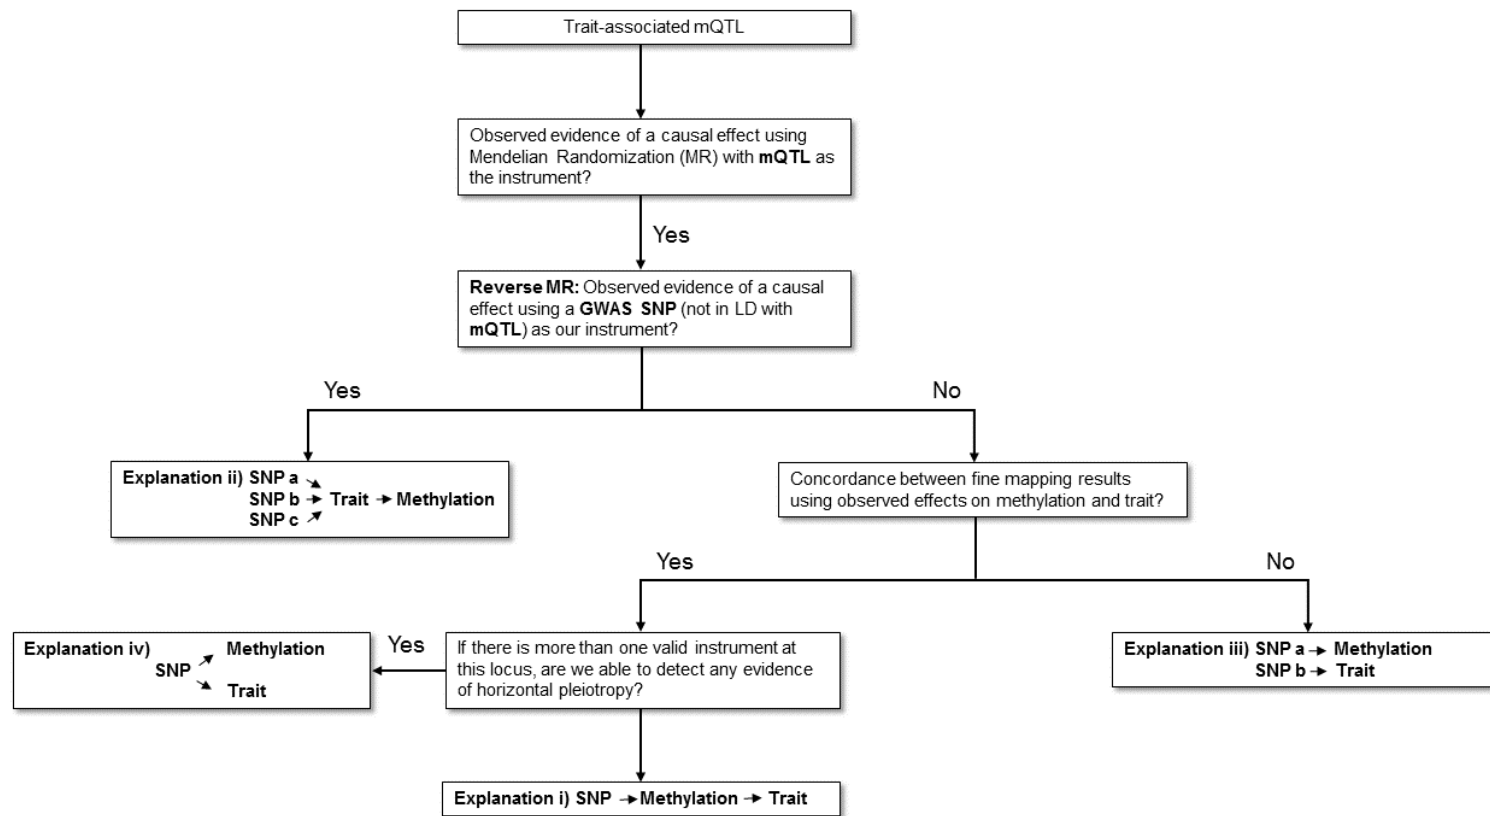 Trait-associated mQTL
Observed evidence of a causal effect using
Mendelian Randomization (MR) with mQTL as
the instrument?
Yes
Reverse MR: Observed evidence of a causal
effect using a GWAS SNP (not in LD with
mQTL) as our instrument?
Yes
No
Explanation ii) SNP a
SNP b → Trait → Methylation
SNP c
Concordance between fine mapping results
using observed effects on methylation and trait?
Yes
No
Explanation iv) Methylation
SNP
Trait
Yes
If there is more than one valid instrument at
this locus, are we able to detect any evidence
of horizontal pleiotropy?
Explanation iii) SNP a → Methylation
SNP b → Trait
Explanation i) SNP → Methylation → Trait